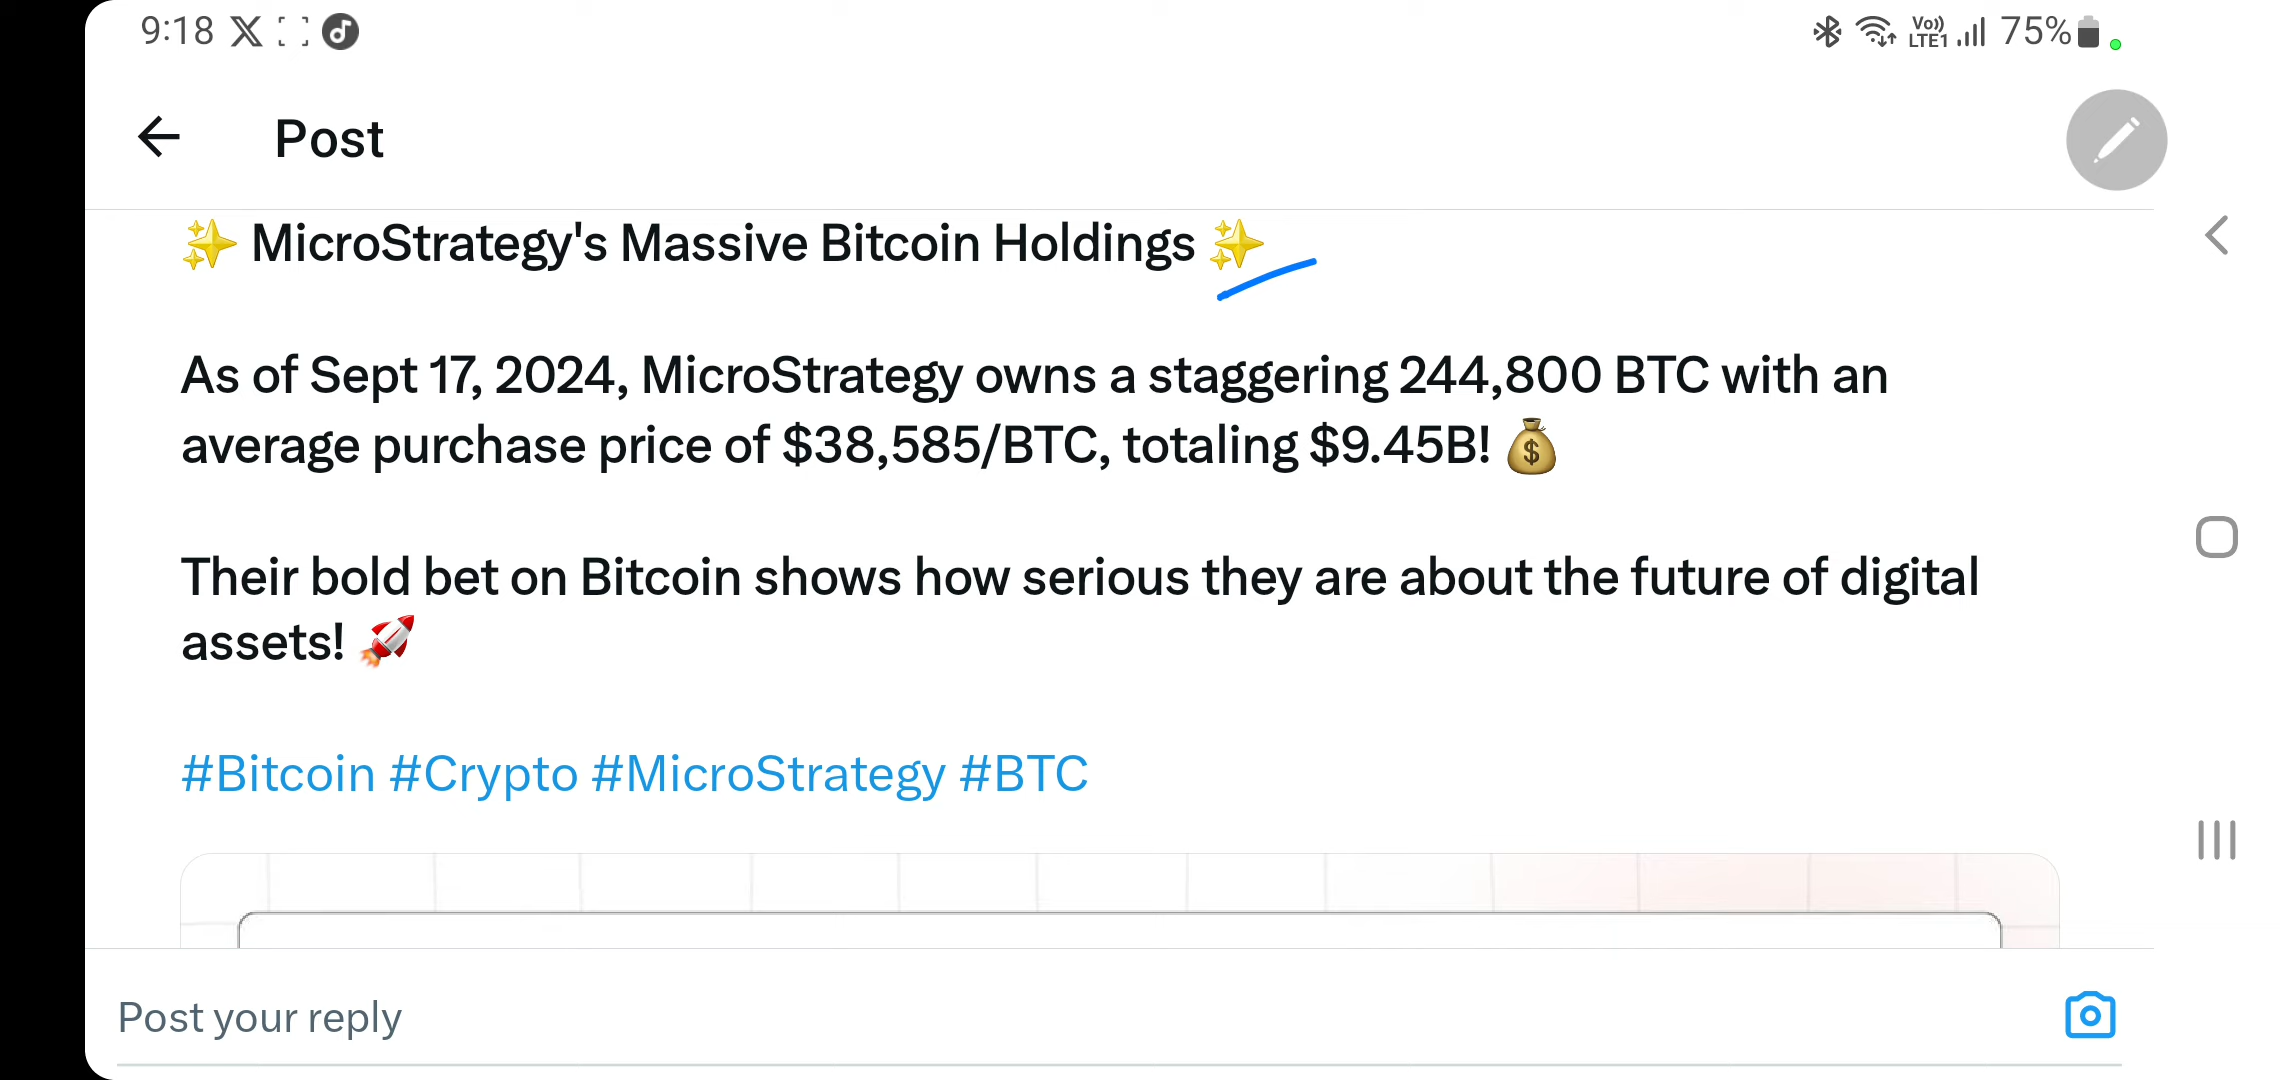 9:18
Vo)) LTE1 75%
Post
✨ MicroStrategy's Massive Bitcoin Holdings ✨
As of Sept 17, 2024, MicroStrategy owns a staggering 244,800 BTC with an
average purchase price of $38,585/BTC, totaling $9.45B! 💰
Their bold bet on Bitcoin shows how serious they are about the future of digital
assets! 🚀
#Bitcoin #Crypto #MicroStrategy #BTC
Post your reply